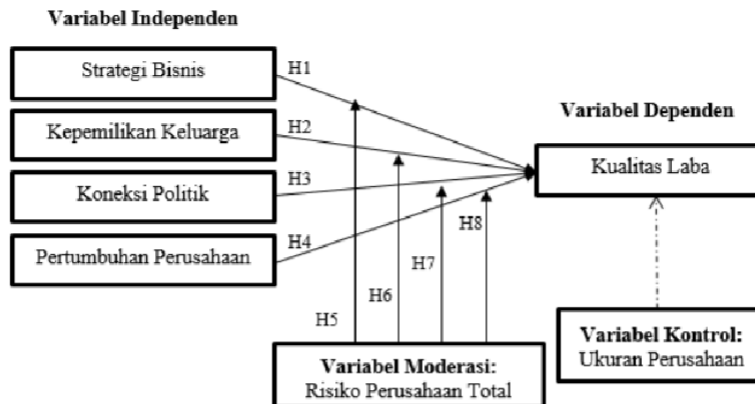 Variabel Independen
Strategi Bisnis
H1
Variabel Dependen
Kepemilikan Keluarga
H2
Kualitas Laba
Koneksi Politik
H3
H4
Pertumbuhan Perusahaan
H8
H7
H6
H5
Variabel Moderasi:
Risiko Perusahaan Total
Variabel Kontrol:
Ukuran Perusahaan